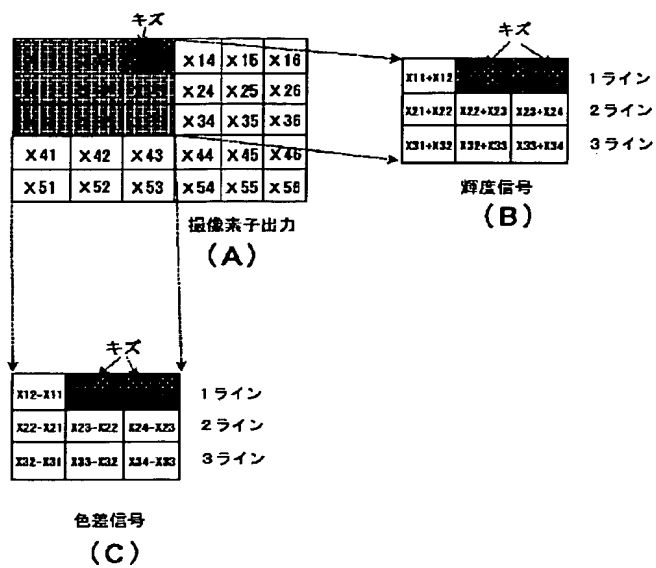 キズ
X14 X15 X16
X24 X25 X26
X34 X35 X36
X41 X42 X43 X44 X45 X46
X51 X52 X53 X54 X55 X56
撮像素子出力
(A)
キズ
X11+X12
1ライン
X21+X22 X22+X23 X23+X24
2ライン
X31+X32 X32+X33 X33+X34
3ライン
輝度信号
(B)
キズ
X12-X11
1ライン
X22-X21 X23-X22 X24-X23
2ライン
X32-X31 X33-X32 X34-X33
3ライン
色差信号
(C)